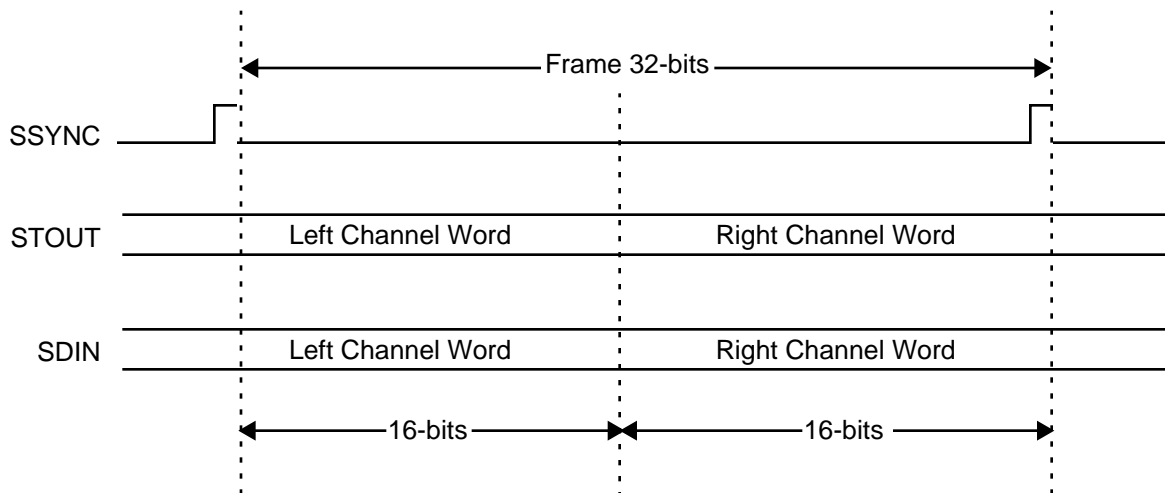 Frame 32-bits
SSYNC
STOUT Left Channel Word Right Channel Word
SDIN Left Channel Word Right Channel Word
16-bits 16-bits